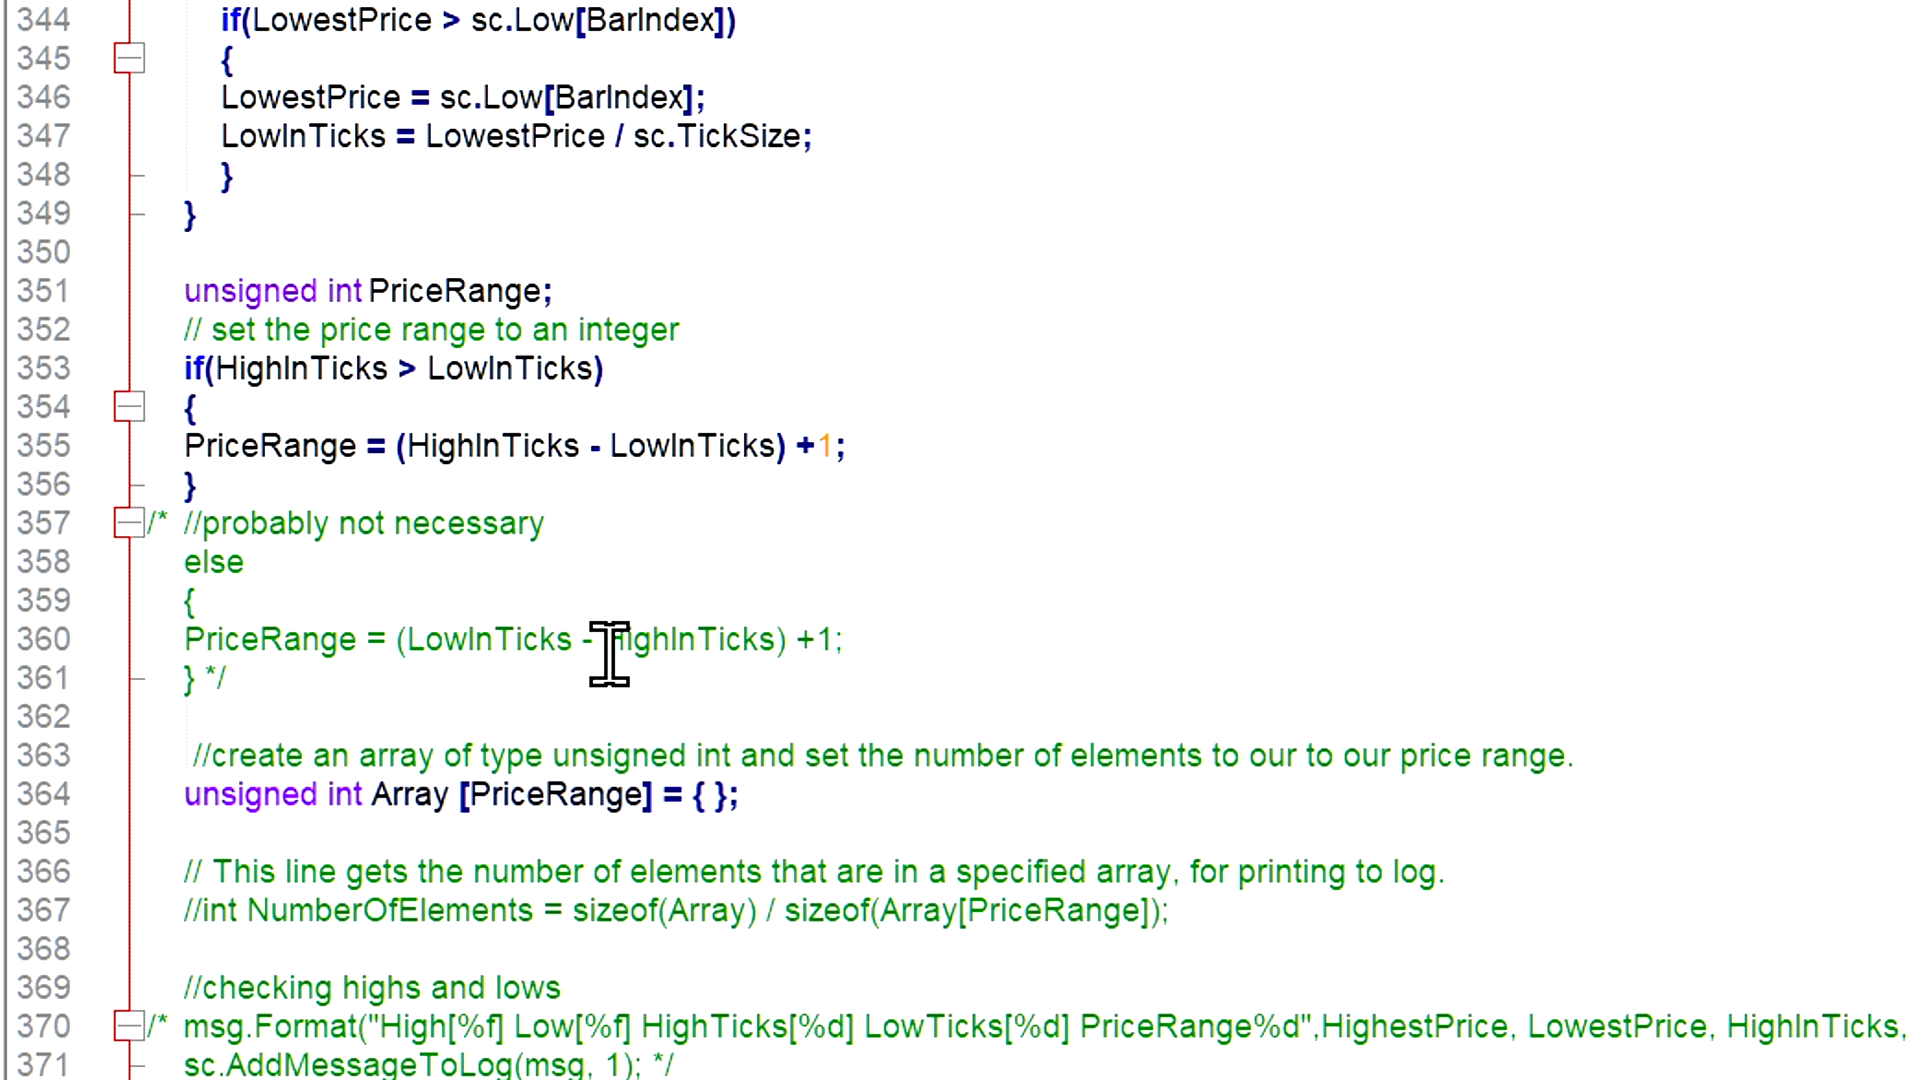 344 if(LowestPrice > sc.Low[BarIndex])
345 {
346 LowestPrice = sc.Low[BarIndex];
347 LowInTicks = LowestPrice / sc.TickSize;
348 }
349 }
350
351 unsigned int PriceRange;
352 // set the price range to an integer
353 if(HighInTicks > LowInTicks)
354 {
355 PriceRange = (HighInTicks - LowInTicks) +1;
356 }
357 /* //probably not necessary
358 else
359 {
360 PriceRange = (LowInTicks - HighInTicks) +1;
361 } */
362
363 //create an array of type unsigned int and set the number of elements to our to our price range.
364 unsigned int Array [PriceRange] = { };
365
366 // This line gets the number of elements that are in a specified array, for printing to log.
367 //int NumberOfElements = sizeof(Array) / sizeof(Array[PriceRange]);
368
369 //checking highs and lows
370 /* msg.Format("High[%f] Low[%f] HighTicks[%d] LowTicks[%d] PriceRange%d",HighestPrice, LowestPrice, HighInTicks,
371 sc.AddMessageToLog(msg, 1); */